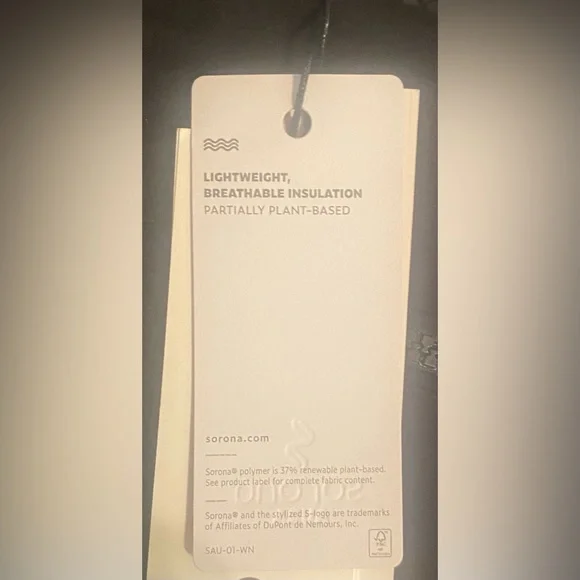 LIGHTWEIGHT,
BREATHABLE INSULATION
PARTIALLY PLANT-BASED
sorona.com
Sorona® polymer is 37% renewable plant-based.
See product label for complete fabric content.
sorona
Sorona® and the stylized S-logo are trademarks
of Affiliates of DuPont de Nemours, Inc.
SAU-01-WN
FSC